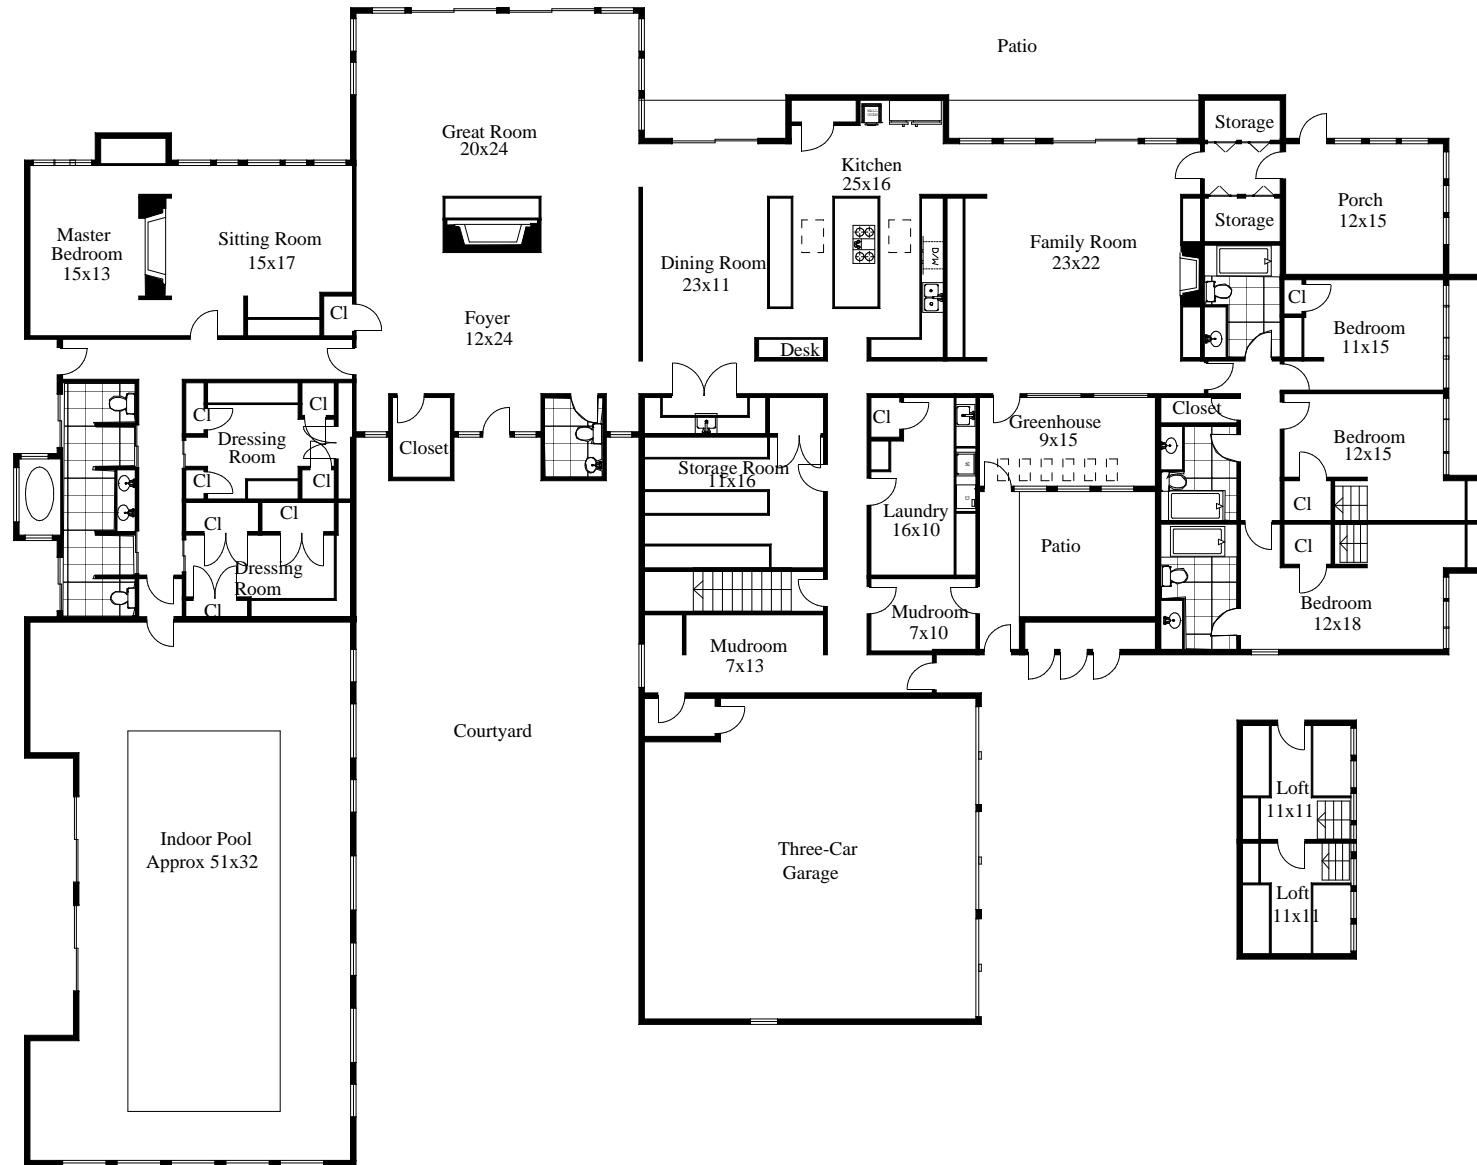 Patio
Great Room
20x24
Storage
Kitchen
25x16
Porch
12x15
Storage
Master
Bedroom
15x13
Sitting Room
15x17
Family Room
23x22
Dining Room
23x11
D/W
Cl
Cl
Foyer
12x24
Bedroom
11x15
Desk
Cl
Cl
Dressing
Room
Cl
Cl
Closet
Storage Room
11x16
Cl
Greenhouse
9x15
Closet
Bedroom
12x15
Cl
Cl
Laundry
16x10
Cl
Patio
Cl
Dressing
Room
Cl
Mudroom
7x10
Bedroom
12x18
Mudroom
7x13
Courtyard
Loft
11x11
Indoor Pool
Approx 51x32
Three-Car
Garage
Loft
11x11